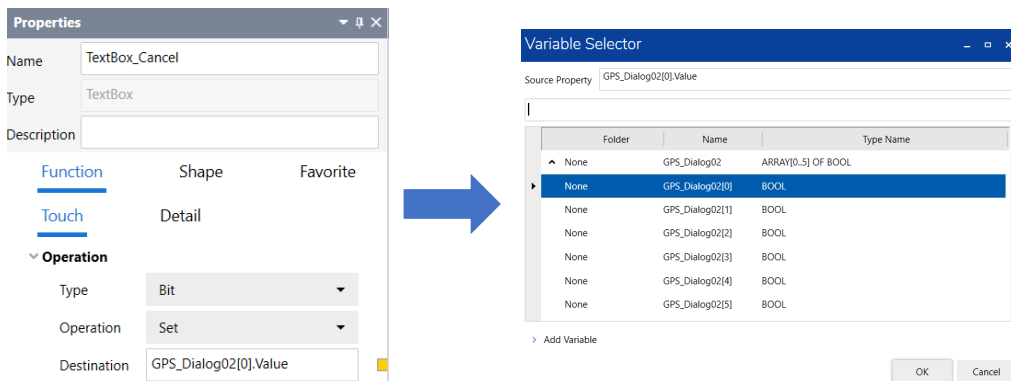 Properties
Name TextBox_Cancel
Type TextBox
Description
Function Shape Favorite
Touch Detail
Operation
Type Bit
Operation Set
Destination GPS_Dialog02[0].Value
Variable Selector
Source Property GPS_Dialog02[0].Value
Folder Name Type Name
None GPS_Dialog02 ARRAY[0..5] OF BOOL
None GPS_Dialog02[0] BOOL
None GPS_Dialog02[1] BOOL
None GPS_Dialog02[2] BOOL
None GPS_Dialog02[3] BOOL
None GPS_Dialog02[4] BOOL
None GPS_Dialog02[5] BOOL
Add Variable
OK Cancel